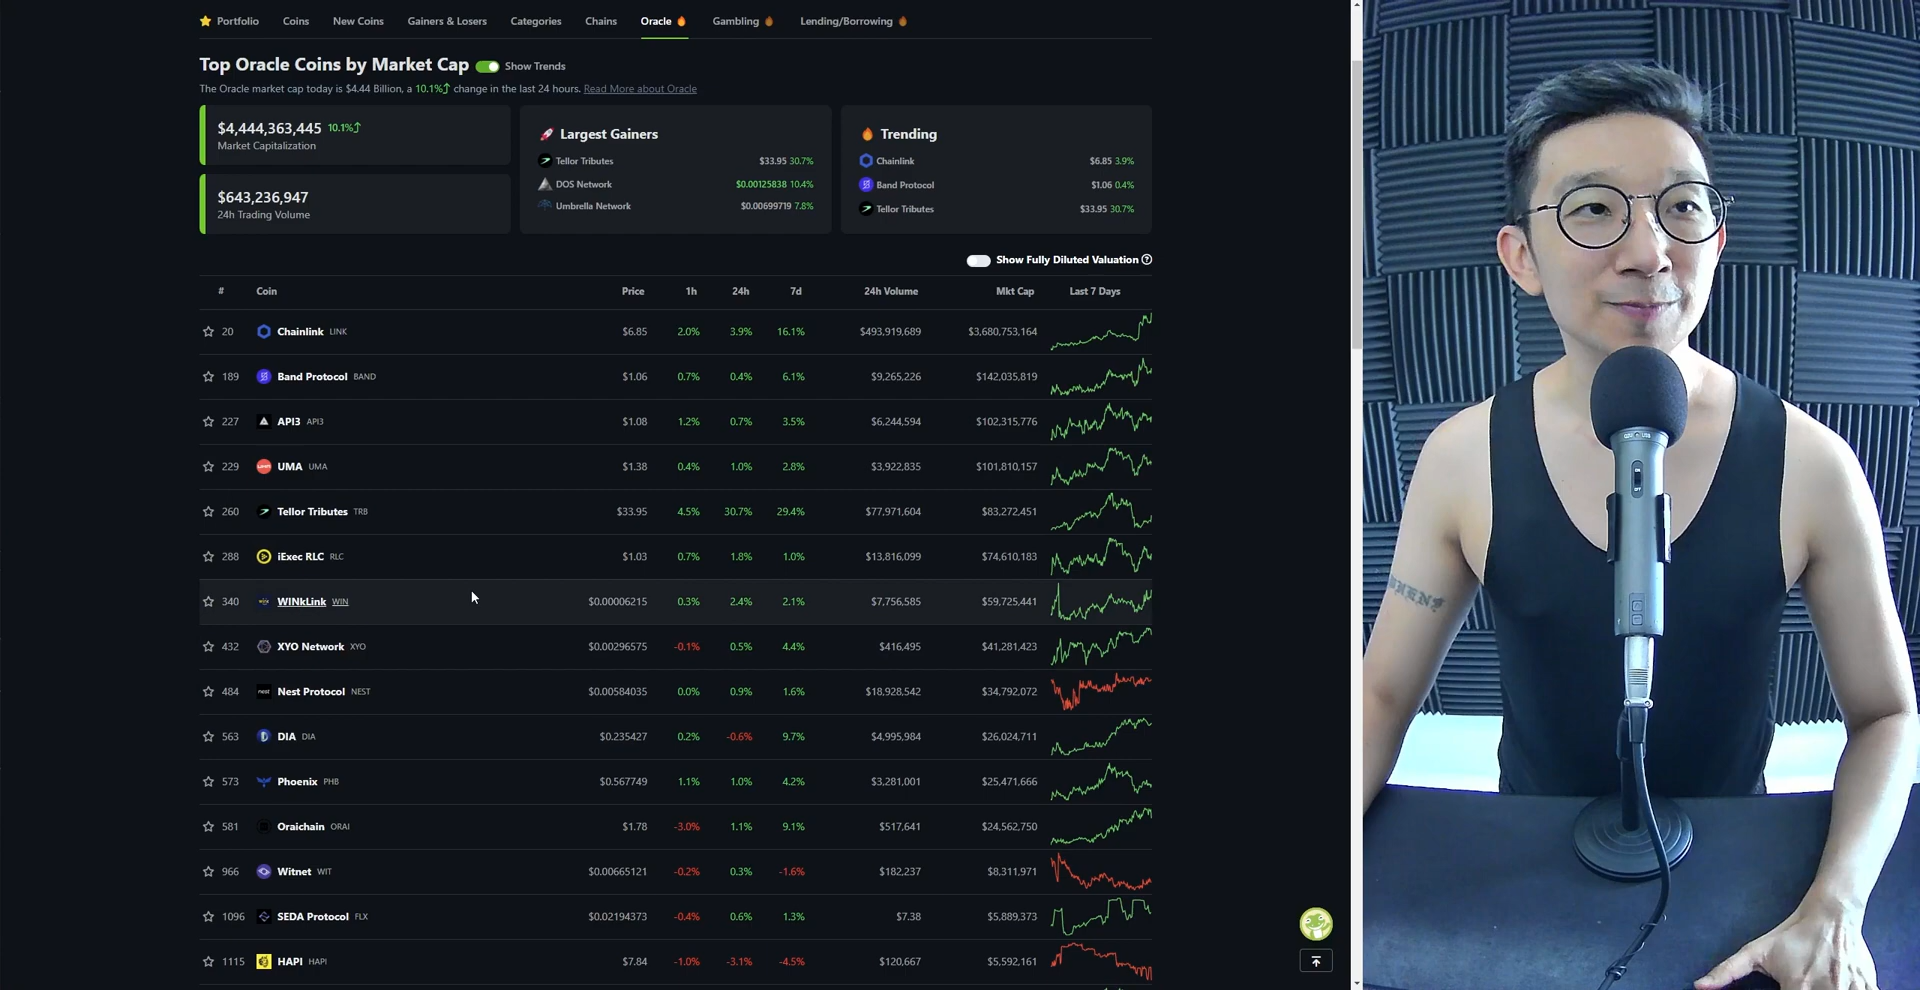 Portfolio Coins New Coins Gainers & Losers Categories Chains Oracle Gambling Lending/Borrowing
Top Oracle Coins by Market Cap Show Trends
The Oracle market cap today is $4.44 Billion, a 10.1% change in the last 24 hours. Read More about Oracle
$4,444,363,445 10.1%
Market Capitalization
$643,236,947
24h Trading Volume
Largest Gainers
Tellor Tributes $33.95 30.7%
DOS Network $0.00125838 10.4%
Umbrella Network $0.00699719 7.8%
Trending
Chainlink $6.85 3.9%
Band Protocol $1.06 0.4%
Tellor Tributes $33.95 30.7%
Show Fully Diluted Valuation
# Coin Price 1h 24h 7d 24h Volume Mkt Cap Last 7 Days
20 Chainlink LINK $6.85 2.0% 3.9% 16.1% $493,919,689 $3,680,753,164
189 Band Protocol BAND $1.06 0.7% 0.4% 6.1% $9,265,226 $142,035,819
227 API3 API3 $1.08 1.2% 0.7% 3.5% $6,244,594 $102,315,776
229 UMA UMA $1.38 0.4% 1.0% 2.8% $3,922,835 $101,810,157
260 Tellor Tributes TRB $33.95 4.5% 30.7% 29.4% $77,971,604 $83,272,451
288 iExec RLC RLC $1.03 0.7% 1.8% 1.0% $13,816,099 $74,610,183
340 WINkLink WIN $0.00006215 0.3% 2.4% 2.1% $7,756,585 $59,725,441
432 XYO Network XYO $0.00296575 -0.1% 0.5% 4.4% $416,495 $41,281,423
484 Nest Protocol NEST $0.00584035 0.0% 0.9% 1.6% $18,928,542 $34,792,072
563 DIA DIA $0.235427 0.2% -0.6% 9.7% $4,995,984 $26,024,711
573 Phoenix PHB $0.567749 1.1% 1.0% 4.2% $3,281,001 $25,471,666
581 Oraichain ORAI $1.78 -3.0% 1.1% 9.1% $517,641 $24,562,750
966 Witnet WIT $0.00665121 -0.2% 0.3% -1.6% $182,237 $8,311,971
1096 SEDA Protocol FLX $0.02194373 -0.4% 0.6% 1.3% $7.38 $5,889,373
1115 HAPI HAPI $7.84 -1.0% -3.1% -4.5% $120,667 $5,592,161